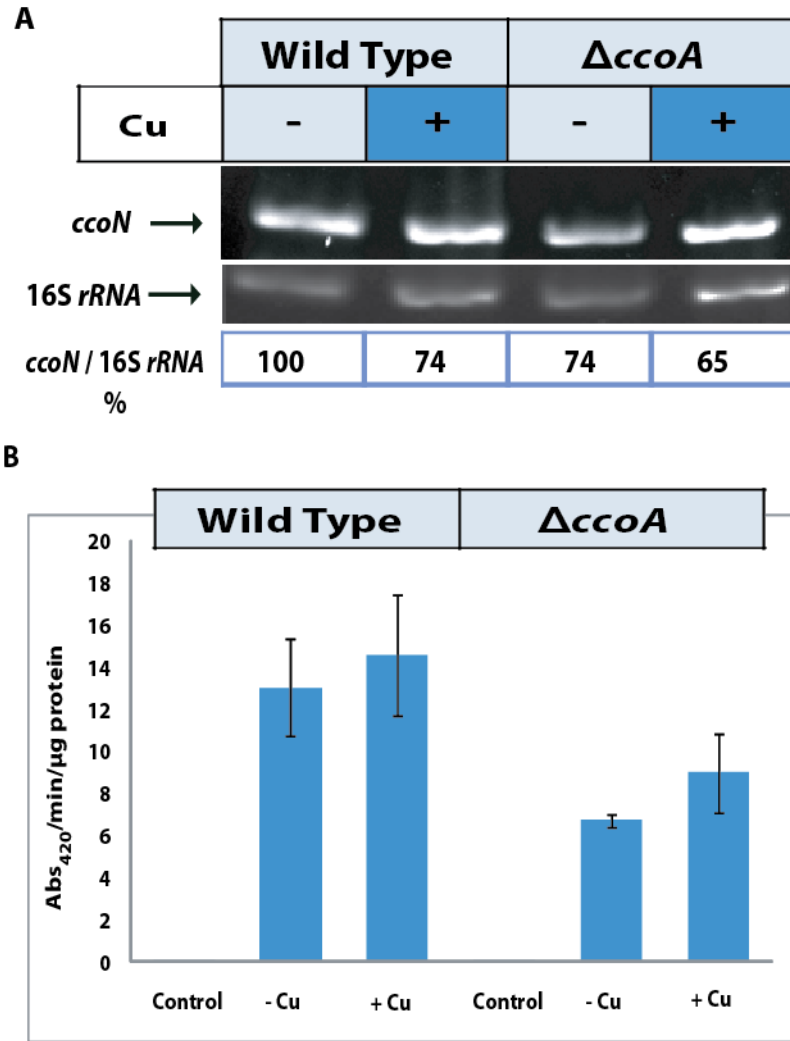 A
Wild Type ΔccoA
Cu - + - +
ccoN
16S rRNA
ccoN / 16S rRNA 100 74 74 65
%
B
Wild Type ΔccoA
20
18
16
14
12
10
8
6
4
2
0
Abs420/min/µg protein
Control - Cu + Cu Control - Cu + Cu